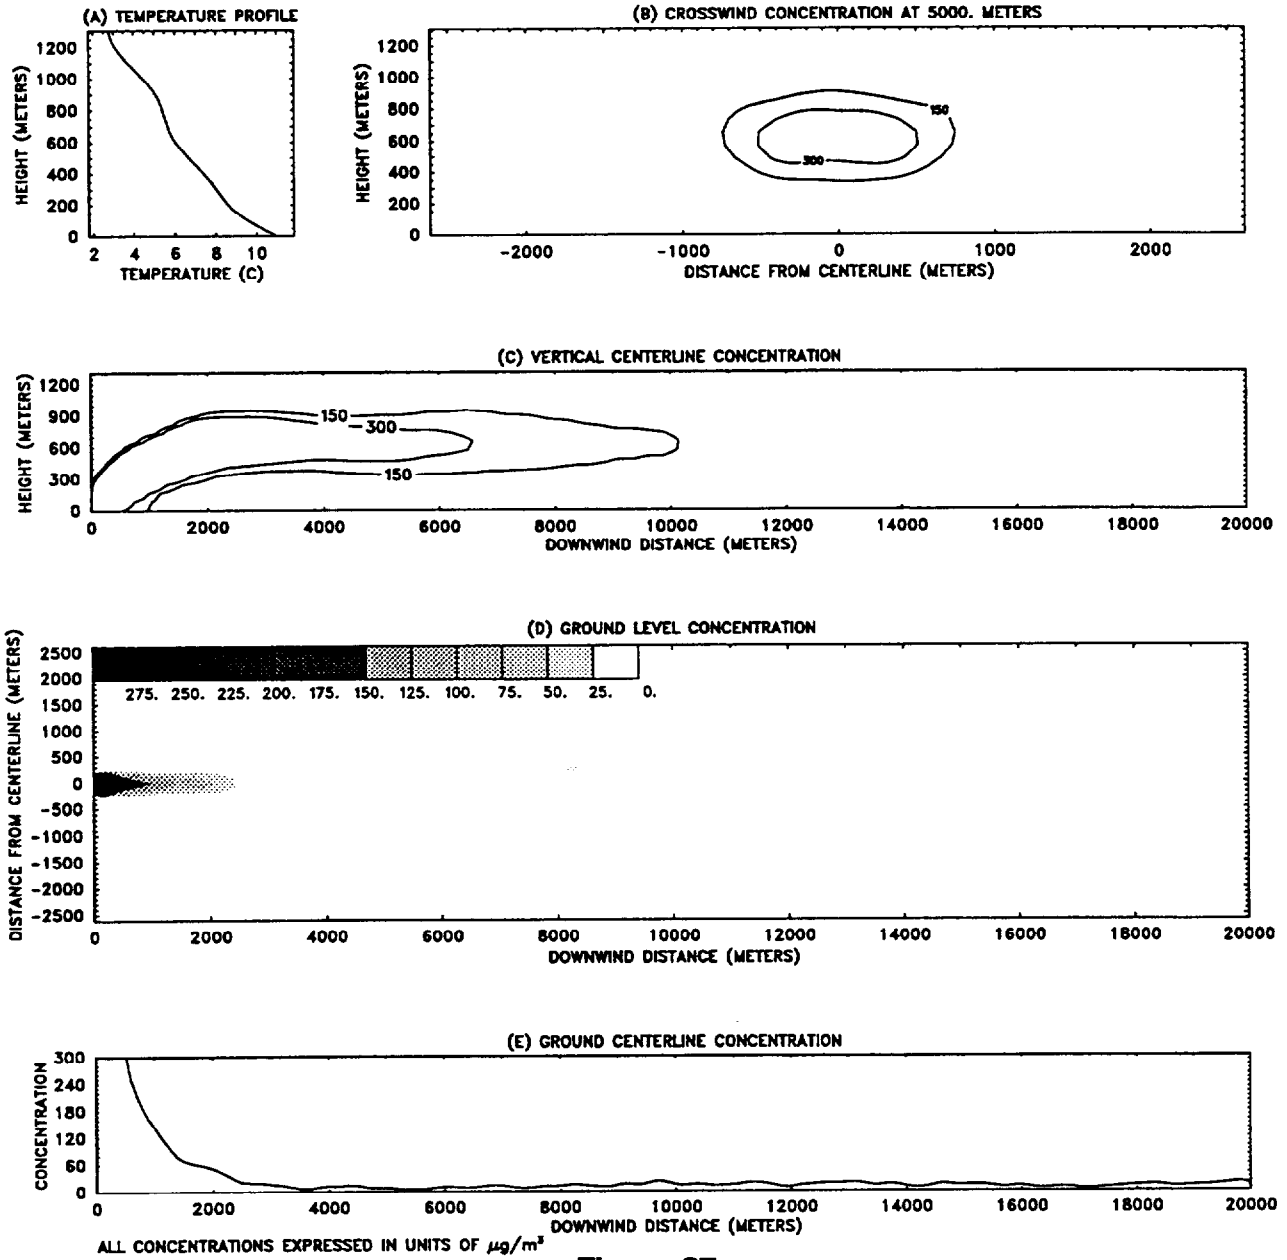 (A) TEMPERATURE PROFILE
HEIGHT (METERS)
1200
1000
800
600
400
200
0
2 4 6 8 10
TEMPERATURE (C)
(B) CROSSWIND CONCENTRATION AT 5000. METERS
HEIGHT (METERS)
1200
1000
800
600
400
200
0
150
300
-2000 -1000 0 1000 2000
DISTANCE FROM CENTERLINE (METERS)
(C) VERTICAL CENTERLINE CONCENTRATION
HEIGHT (METERS)
1200
900
600
300
0
150
300
150
0 2000 4000 6000 8000 10000 12000 14000 16000 18000 20000
DOWNWIND DISTANCE (METERS)
(D) GROUND LEVEL CONCENTRATION
DISTANCE FROM CENTERLINE (METERS)
2500
2000
1500
1000
500
0
-500
-1000
-1500
-2000
-2500
275. 250. 225. 200. 175. 150. 125. 100. 75. 50. 25. 0.
0 2000 4000 6000 8000 10000 12000 14000 16000 18000 20000
DOWNWIND DISTANCE (METERS)
(E) GROUND CENTERLINE CONCENTRATION
CONCENTRATION
300
240
180
120
60
0
0 2000 4000 6000 8000 10000 12000 14000 16000 18000 20000
DOWNWIND DISTANCE (METERS)
ALL CONCENTRATIONS EXPRESSED IN UNITS OF µg/m³